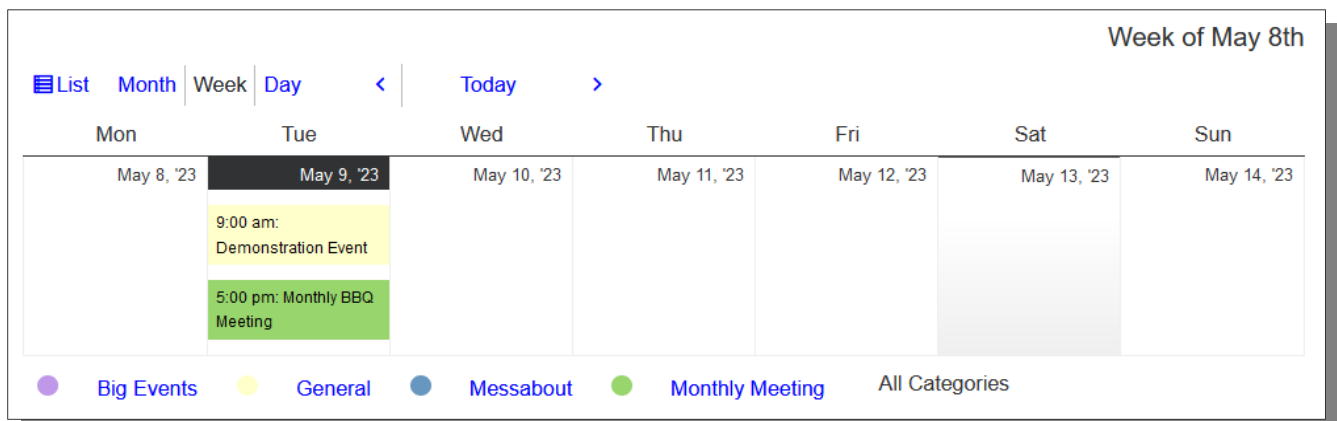 Week of May 8th
List Month Week Day < Today >
Mon Tue Wed Thu Fri Sat Sun
May 8, '23 May 9, '23 May 10, '23 May 11, '23 May 12, '23 May 13, '23 May 14, '23
9:00 am:
Demonstration Event
5:00 pm: Monthly BBQ
Meeting
Big Events General Messabout Monthly Meeting All Categories